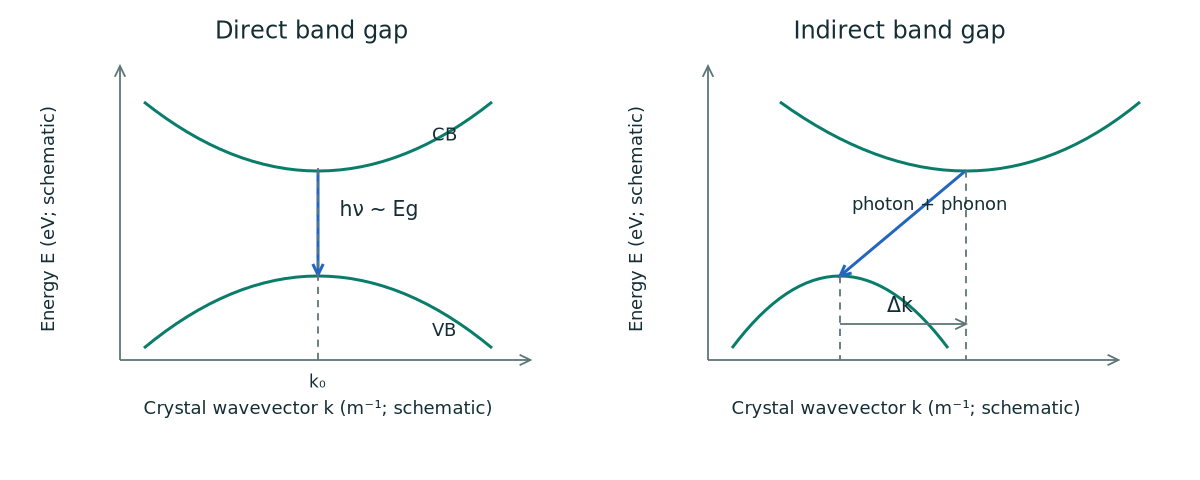 Direct band gap
Energy E (eV; schematic)
CB
hν ~ Eg
VB
k₀
Crystal wavevector k (m⁻¹; schematic)
Indirect band gap
Energy E (eV; schematic)
photon + phonon
Δk
Crystal wavevector k (m⁻¹; schematic)